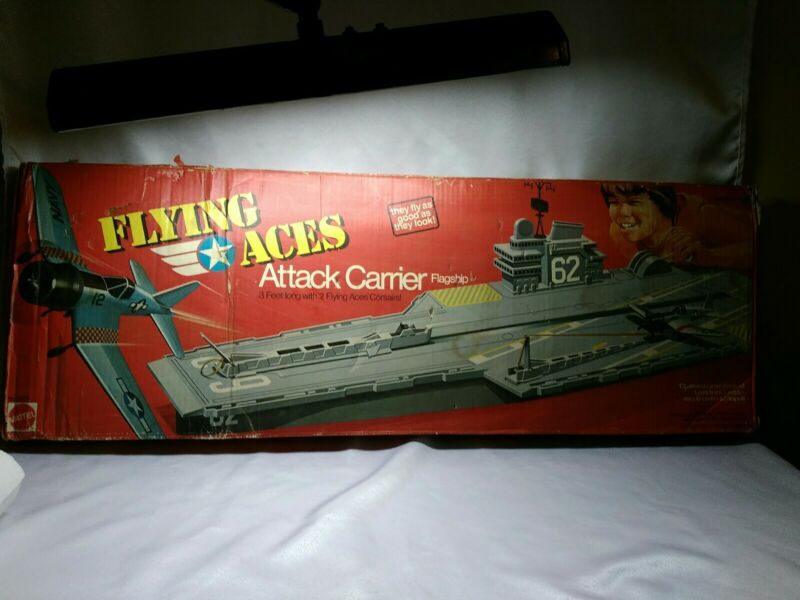 NAVY
12
FLYING
ACES
they fly as
good as
they look!
Attack Carrier Flagship
3 Feet long with 2 Flying Aces Corsairs!
62
62
MATTEL